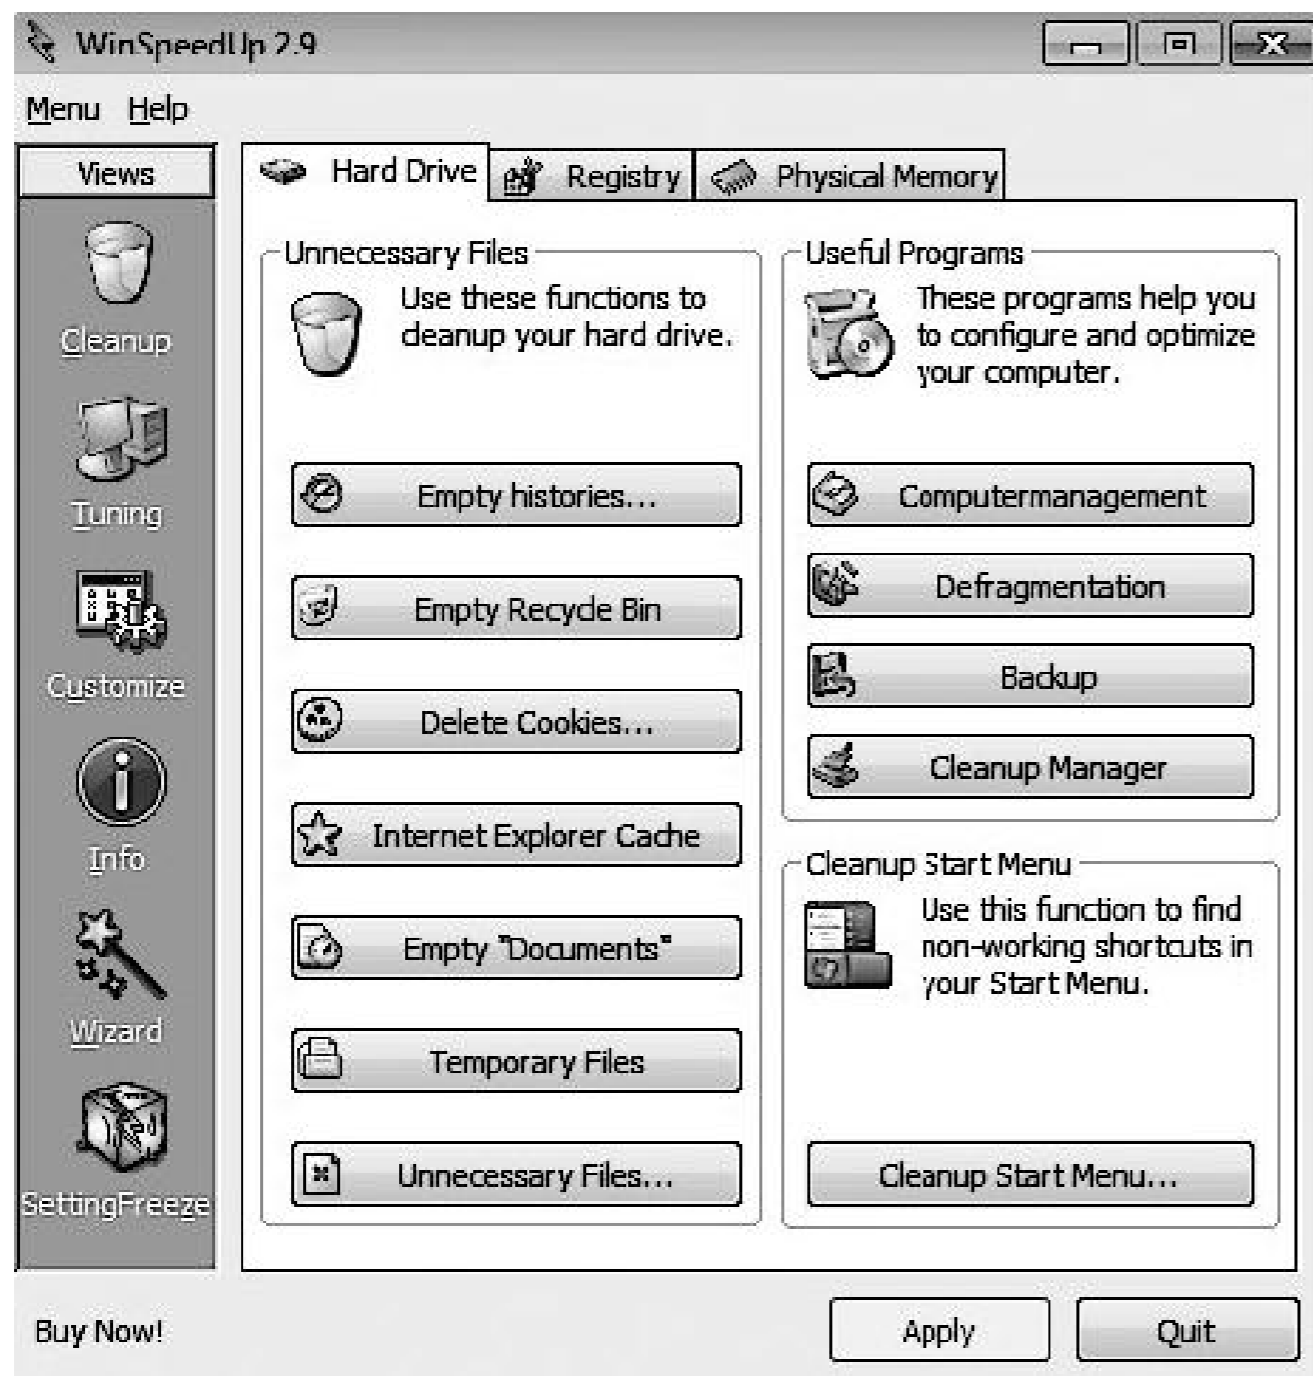 WinSpeedUp 2.9
Menu Help
Views
Cleanup
Tuning
Customize
Info
Wizard
SettingFreeze
Hard Drive
Registry
Physical Memory
Unnecessary Files
Use these functions to
cleanup your hard drive.
Empty histories...
Empty Recycle Bin
Delete Cookies...
Internet Explorer Cache
Empty "Documents"
Temporary Files
Unnecessary Files...
Useful Programs
These programs help you
to configure and optimize
your computer.
Computermanagement
Defragmentation
Backup
Cleanup Manager
Cleanup Start Menu
Use this function to find
non-working shortcuts in
your Start Menu.
Cleanup Start Menu...
Buy Now!
Apply
Quit